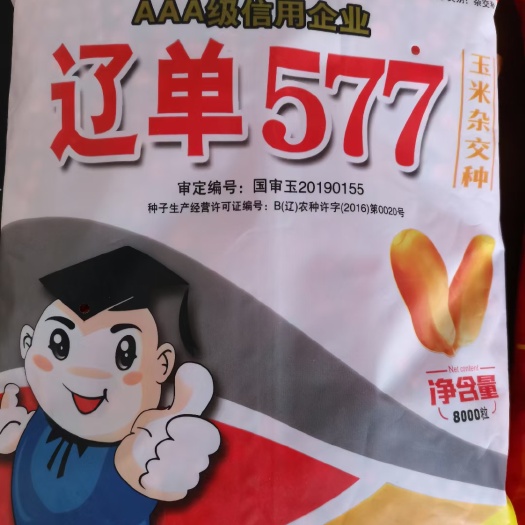 AAA级信用企业
辽单577
玉米杂交种
审定编号：国审玉20190155
种子生产经营许可证编号：B(辽)农种许字(2016)第0020号
Net content
净含量
8000粒